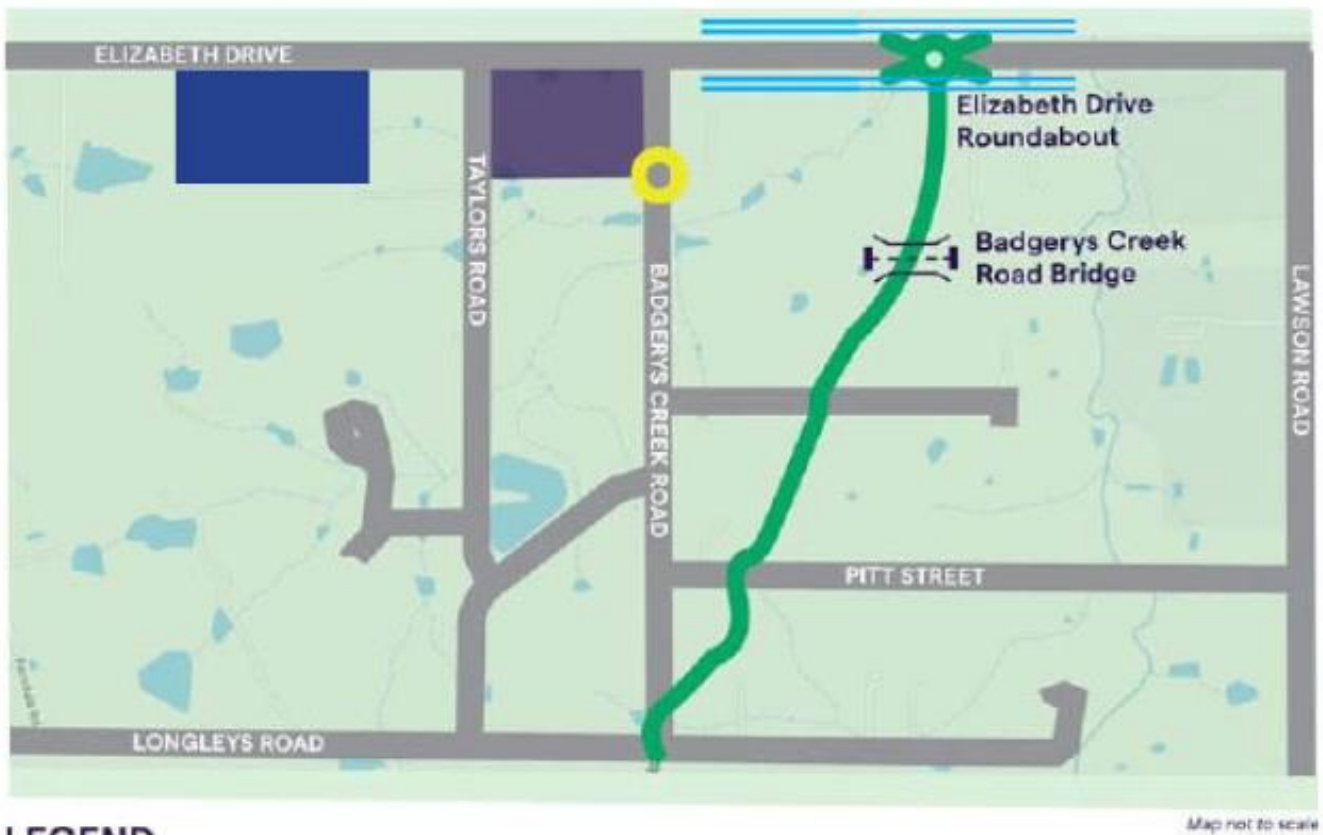 ELIZABETH DRIVE
Elizabeth Drive
Roundabout
TAYLORS ROAD
Badgerys Creek
Road Bridge
BADGERYS CREEK ROAD
LAWSON ROAD
PITT STREET
LONGLEYS ROAD
Map not to scale
LEGEND